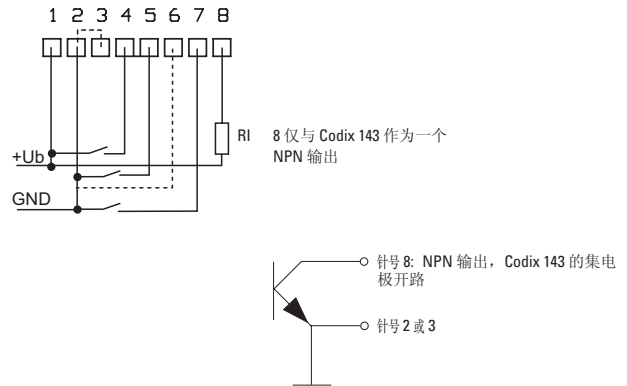 1 2 3 4 5 6 7 8
RI
8 仅与 Codix 143 作为一个
NPN 输出
+Ub
GND
针号 8: NPN 输出，Codix 143 的集电
极开路
针号 2 或 3